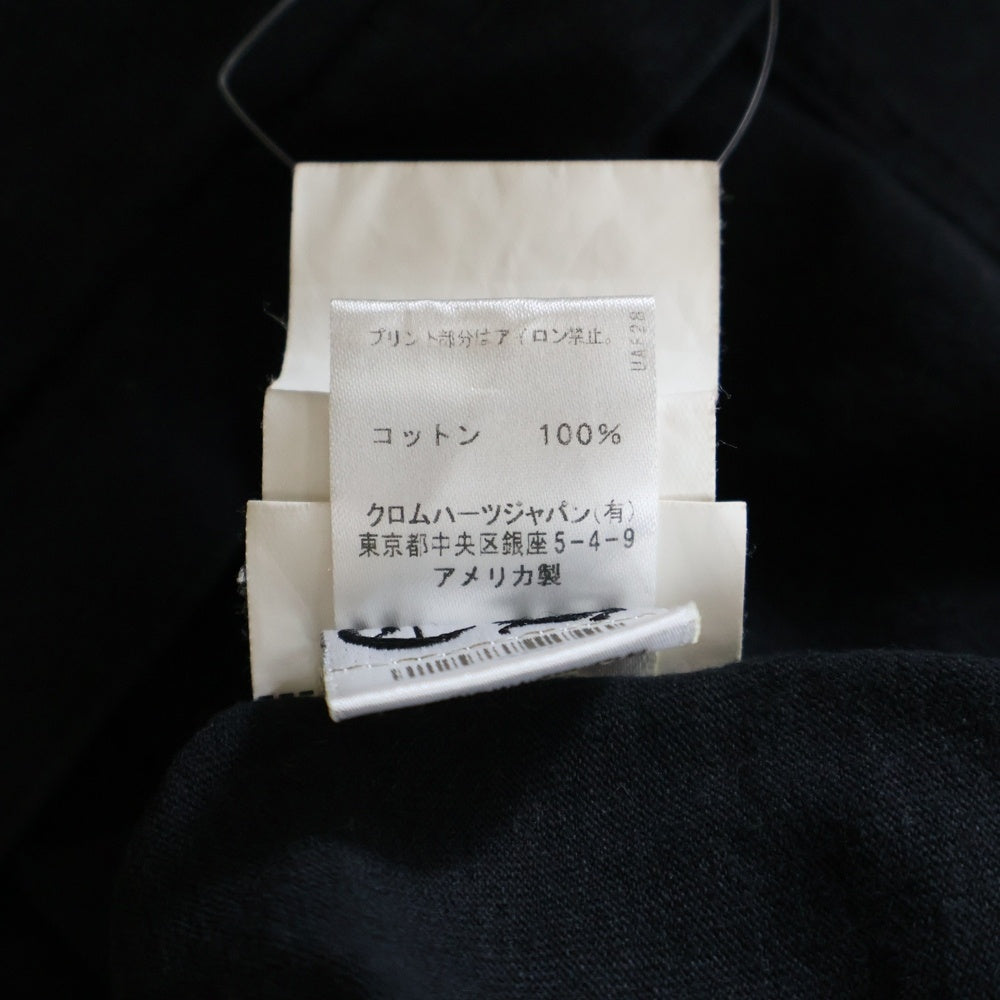 プリント部分はアイロン禁止。
UAF28
コットン 100%
クロムハーツジャパン(有)
東京都中央区銀座5-4-9
アメリカ製